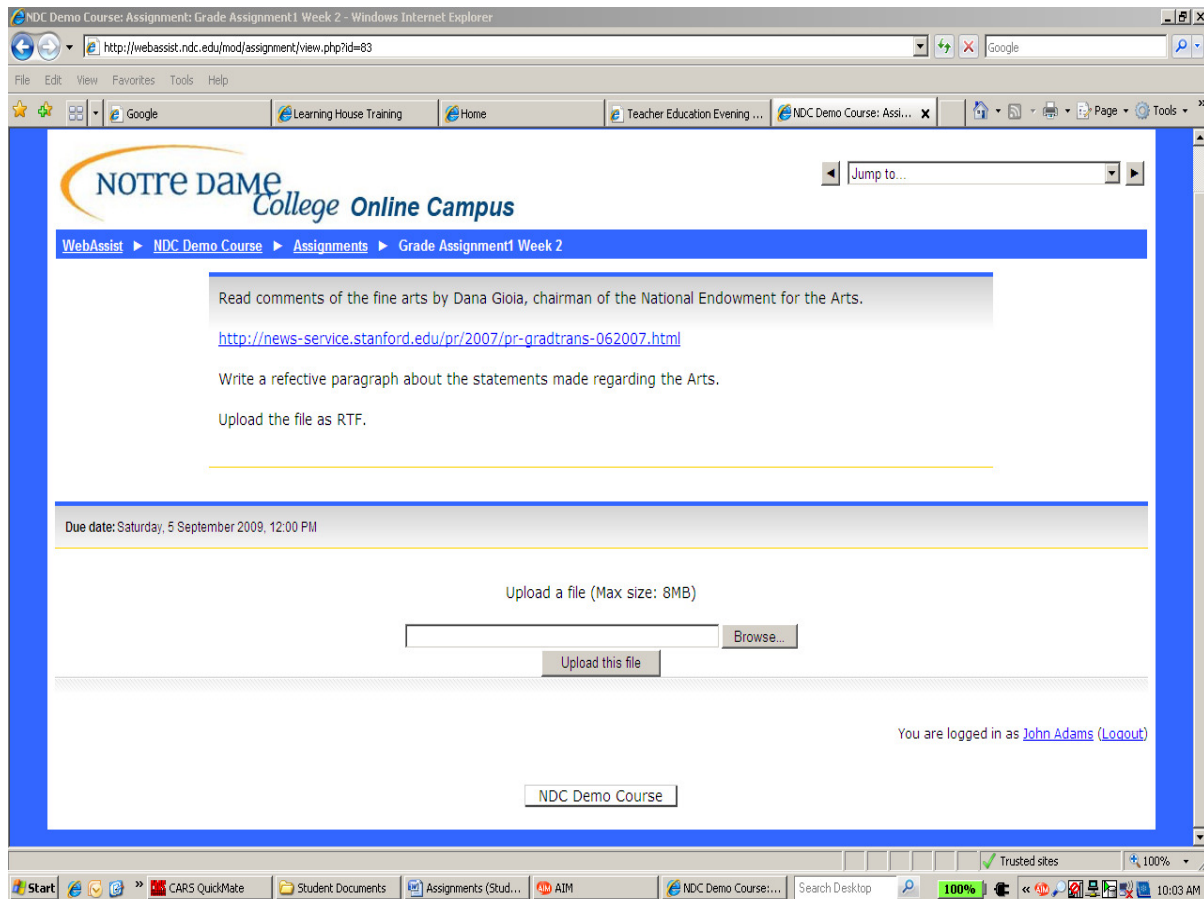 NDC Demo Course: Assignment: Grade Assignment1 Week 2 - Windows Internet Explorer
http://webassist.ndc.edu/mod/assignment/view.php?id=83
Google
File Edit View Favorites Tools Help
Google
Learning House Training
Home
Teacher Education Evening ...
NDC Demo Course: Assi...
Page
Tools
NOTRE DAME
College Online Campus
Jump to...
WebAssist ► NDC Demo Course ► Assignments ► Grade Assignment1 Week 2
Read comments of the fine arts by Dana Gioia, chairman of the National Endowment for the Arts.
http://news-service.stanford.edu/pr/2007/pr-gradtrans-062007.html
Write a refective paragraph about the statements made regarding the Arts.
Upload the file as RTF.
Due date: Saturday, 5 September 2009, 12:00 PM
Upload a file (Max size: 8MB)
Browse...
Upload this file
You are logged in as John Adams (Logout)
NDC Demo Course
Trusted sites
100%
Start
CARS QuickMate
Student Documents
Assignments (Stud...
AIM
NDC Demo Course:...
Search Desktop
100%
10:03 AM